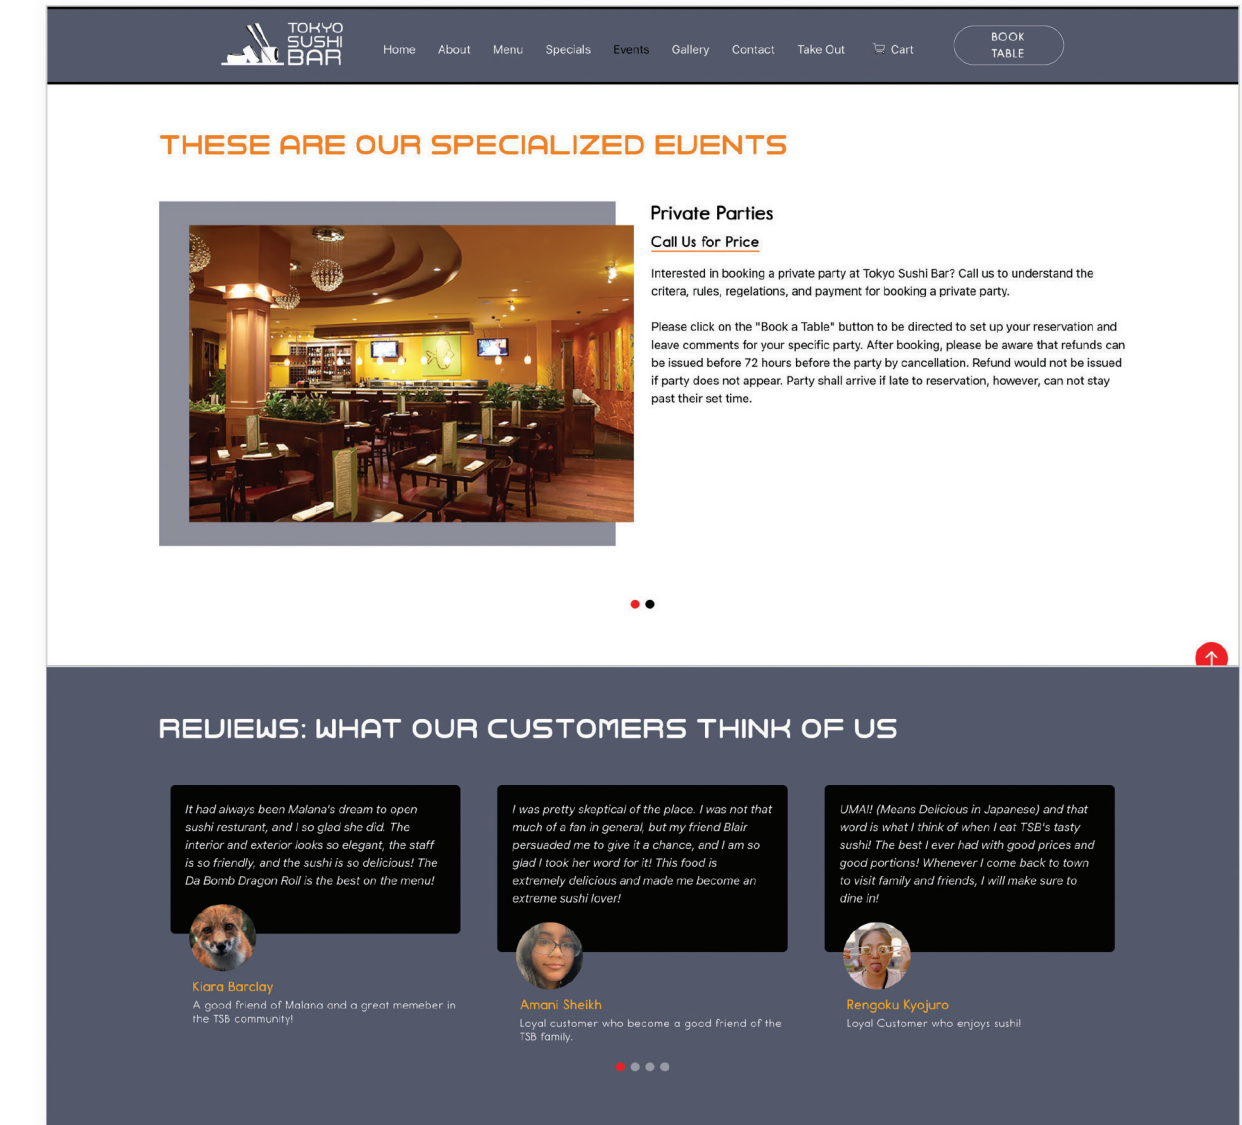 TOKYO
SUSHI
BAR
Home About Menu Specials Events Gallery Contact Take Out Cart
BOOK
TABLE
THESE ARE OUR SPECIALIZED EVENTS
Private Parties
Call Us for Price
Interested in booking a private party at Tokyo Sushi Bar? Call us to understand the
critera, rules, regelations, and payment for booking a private party.
Please click on the "Book a Table" button to be directed to set up your reservation and
leave comments for your specific party. After booking, please be aware that refunds can
be issued before 72 hours before the party by cancellation. Refund would not be issued
if party does not appear. Party shall arrive if late to reservation, however, can not stay
past their set time.
REVIEWS: WHAT OUR CUSTOMERS THINK OF US
It had always been Malana's dream to open
sushi resturant, and I so glad she did. The
interior and exterior looks so elegant, the staff
is so friendly, and the sushi is so delicious! The
Da Bomb Dragon Roll is the best on the menu!
Kiara Barclay
A good friend of Malana and a great memeber in
the TSB community!
I was pretty skeptical of the place. I was not that
much of a fan in general, but my friend Blair
persuaded me to give it a chance, and I am so
glad I took her word for it! This food is
extremely delicious and made me become an
extreme sushi lover!
Amani Sheikh
Loyal customer who become a good friend of the
TSB family.
UMA!! (Means Delicious in Japanese) and that
word is what I think of when I eat TSB's tasty
sushi! The best I ever had with good prices and
good portions! Whenever I come back to town
to visit family and friends, I will make sure to
dine in!
Rengoku Kyojuro
Loyal Customer who enjoys sushi!